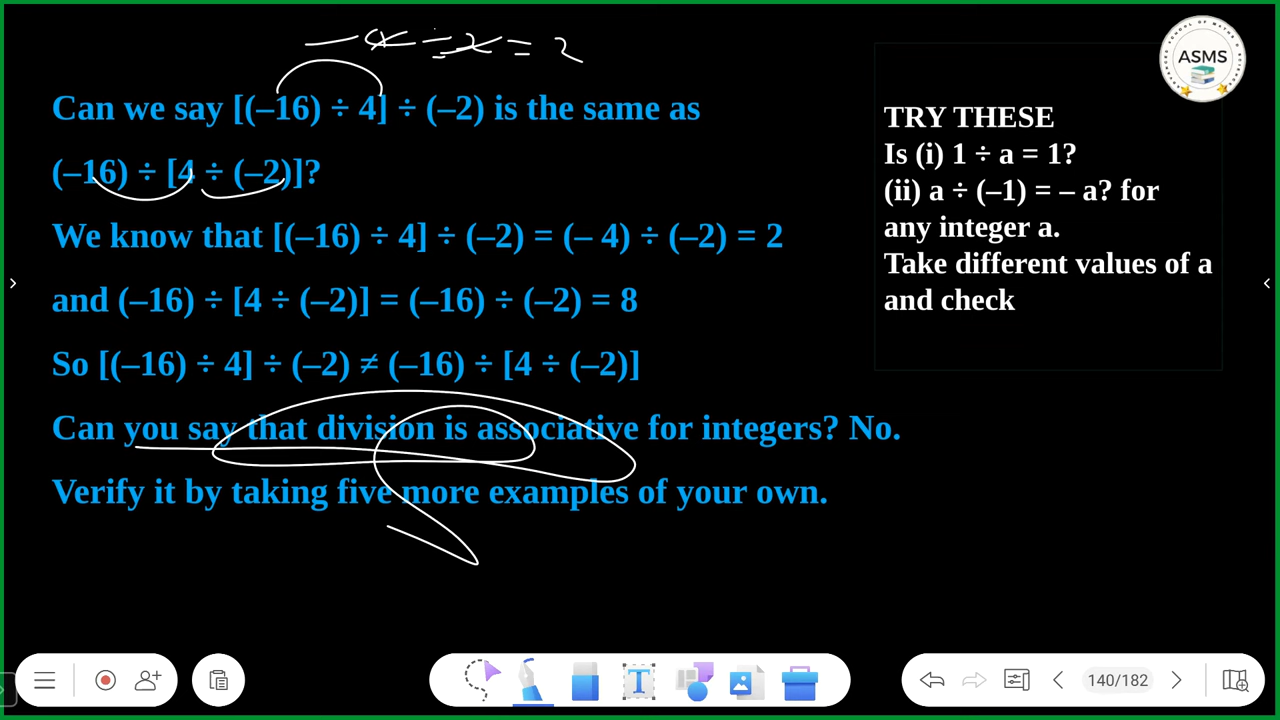 -4 ÷ -2 = 2
Can we say [(–16) ÷ 4] ÷ (–2) is the same as
(–16) ÷ [4 ÷ (–2)]?
We know that [(–16) ÷ 4] ÷ (–2) = (– 4) ÷ (–2) = 2
and (–16) ÷ [4 ÷ (–2)] = (–16) ÷ (–2) = 8
So [(–16) ÷ 4] ÷ (–2) ≠ (–16) ÷ [4 ÷ (–2)]
Can you say that division is associative for integers? No.
Verify it by taking five more examples of your own.
ASMS
TRY THESE
Is (i) 1 ÷ a = 1?
(ii) a ÷ (–1) = – a? for
any integer a.
Take different values of a
and check
T
140/182